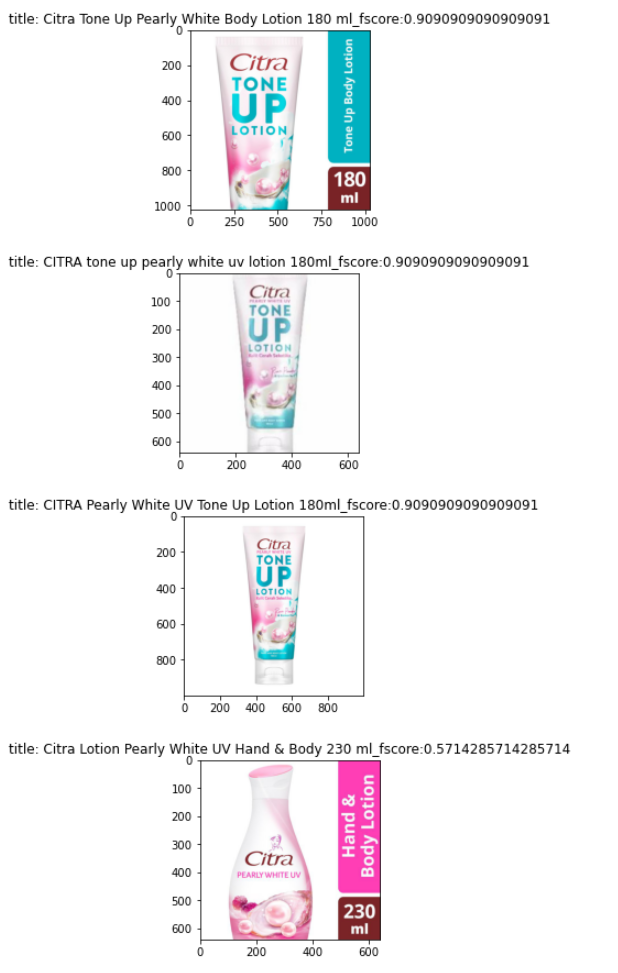 title: Citra Tone Up Pearly White Body Lotion 180 ml_fscore:0.9090909090909091
0
200
400
600
800
1000
Citra
TONE
UP
LOTION
Tone Up Body Lotion
180
ml
0 250 500 750 1000
title: CITRA tone up pearly white uv lotion 180ml_fscore:0.9090909090909091
0
100
200
300
400
500
600
Citra
PEARLY WHITE UV
TONE
UP
LOTION
0 200 400 600
title: CITRA Pearly White UV Tone Up Lotion 180ml_fscore:0.9090909090909091
0
200
400
600
800
Citra
PEARLY WHITE UV
TONE
UP
LOTION
0 200 400 600 800
title: Citra Lotion Pearly White UV Hand & Body 230 ml_fscore:0.5714285714285714
0
100
200
300
400
500
600
Citra
PEARLY WHITE UV
Hand &
Body Lotion
230
ml
0 200 400 600